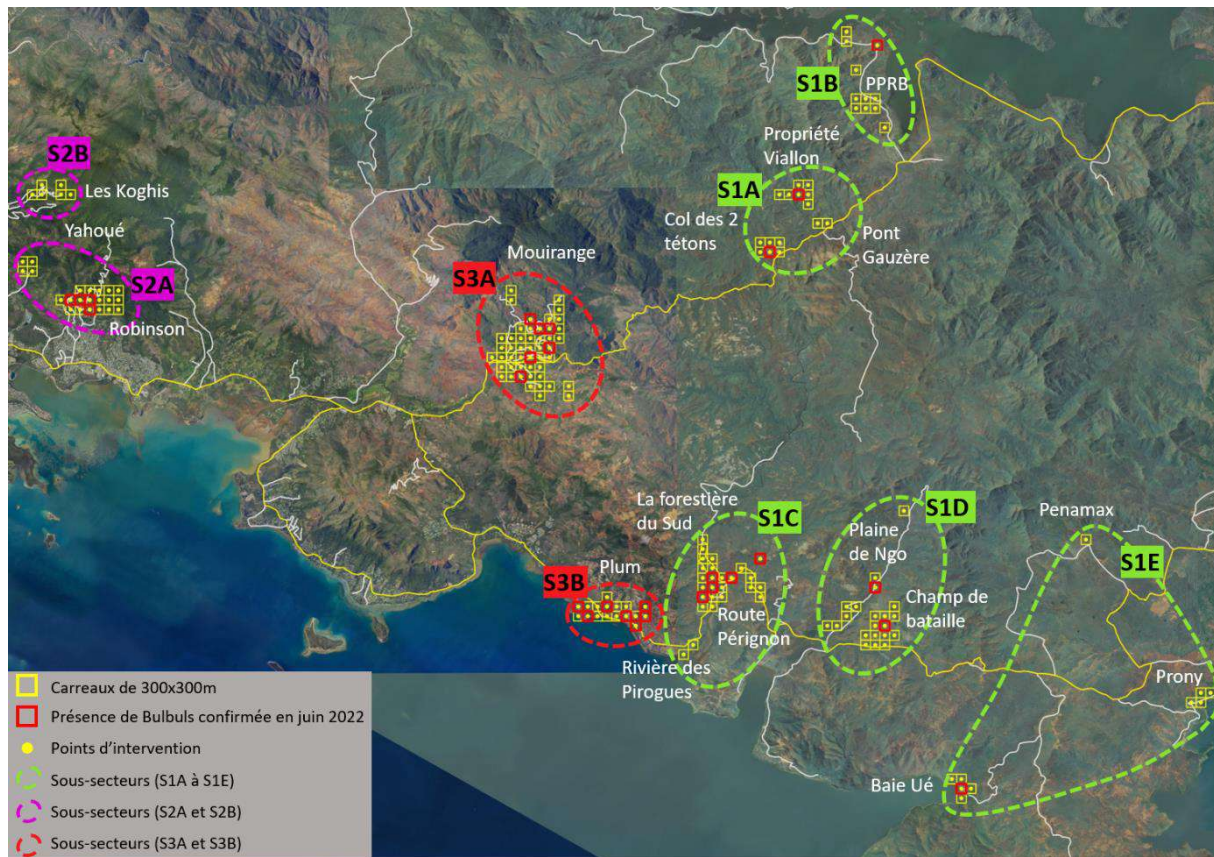 S1B
PPRB
Propriété
Viallon
S2B
Les Koghis
S1A
Col des 2
tétons
Pont
Gauzère
Yahoué
S2A
Robinson
Mouirange
S3A
La forestière
du Sud
S1C
S1D
Plaine
de Ngo
Penamax
S1E
Plum
S3B
Route
Pérignon
Champ de
bataille
Rivière des
Pirogues
Prony
Baie Ué
Carreaux de 300x300m
Présence de Bulbuls confirmée en juin 2022
Points d'intervention
Sous-secteurs (S1A à S1E)
Sous-secteurs (S2A et S2B)
Sous-secteurs (S3A et S3B)